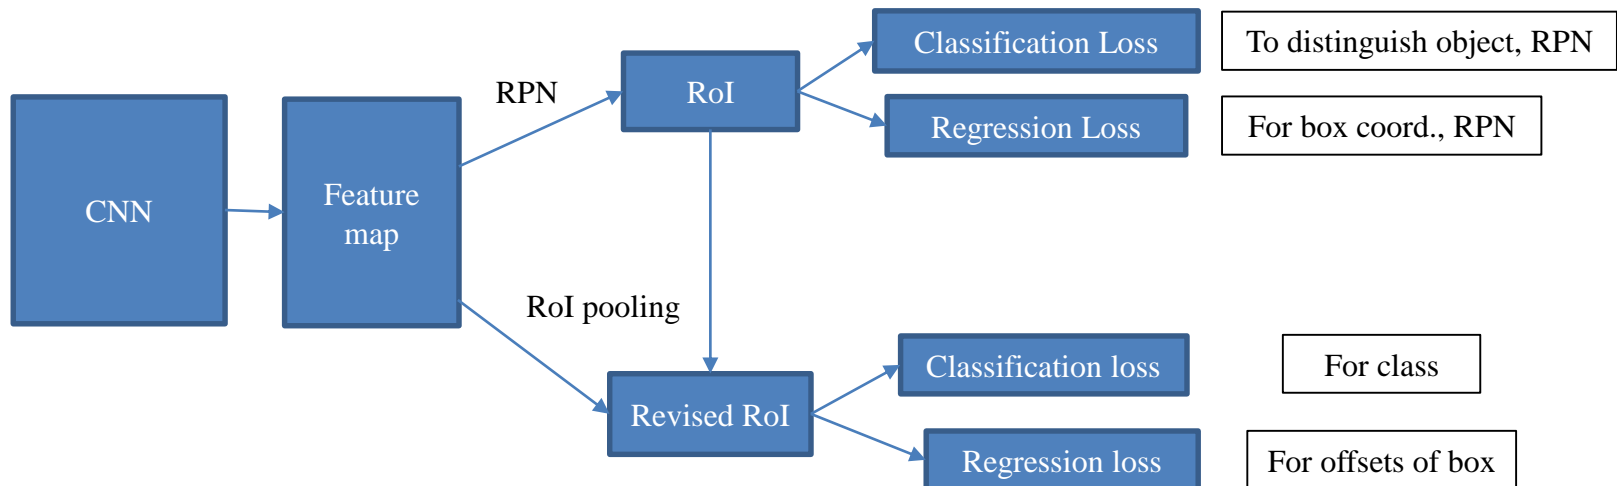 Classification Loss
To distinguish object, RPN
RPN
RoI
Regression Loss
For box coord., RPN
CNN
Feature
map
RoI pooling
Classification loss
For class
Revised RoI
Regression loss
For offsets of box